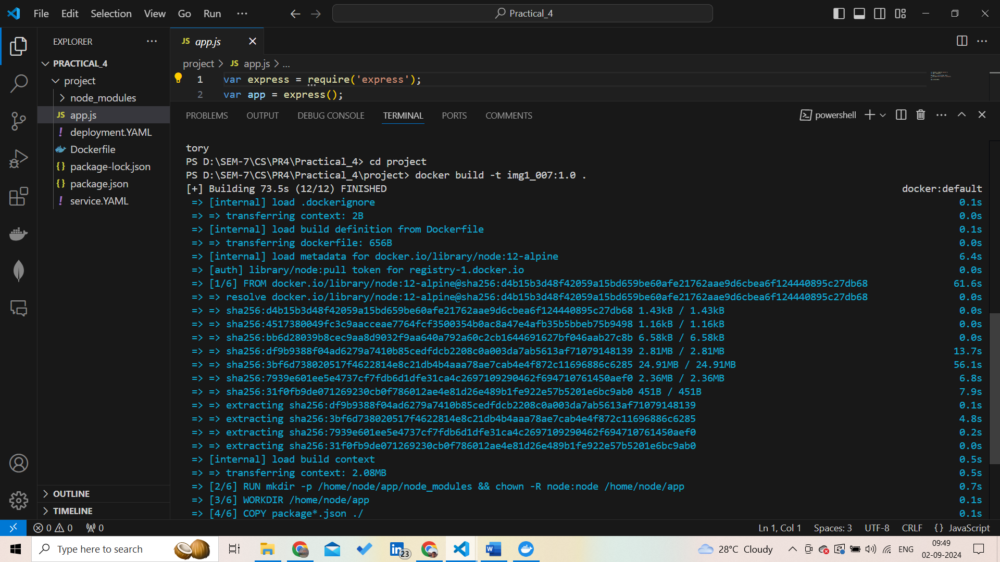 File Edit Selection View Go Run ...
Practical_4
EXPLORER ...
PRACTICAL_4
project
node_modules
JS app.js
! deployment.YAML
Dockerfile
{} package-lock.json
{} package.json
! service.YAML
OUTLINE
TIMELINE
JS app.js
project > JS app.js > ...
1 var express = require('express');
2 var app = express();
PROBLEMS OUTPUT DEBUG CONSOLE TERMINAL PORTS COMMENTS
powershell
tory
PS D:\SEM-7\CS\PR4\Practical_4> cd project
PS D:\SEM-7\CS\PR4\Practical_4\project> docker build -t img1_007:1.0 .
[+] Building 73.5s (12/12) FINISHED docker:default
=> [internal] load .dockerignore 0.1s
=> => transferring context: 2B 0.0s
=> [internal] load build definition from Dockerfile 0.1s
=> => transferring dockerfile: 656B 0.0s
=> [internal] load metadata for docker.io/library/node:12-alpine 6.4s
=> [auth] library/node:pull token for registry-1.docker.io 0.0s
=> [1/6] FROM docker.io/library/node:12-alpine@sha256:d4b15b3d48f42059a15bd659be60afe21762aae9d6cbea6f124440895c27db68 61.6s
=> => resolve docker.io/library/node:12-alpine@sha256:d4b15b3d48f42059a15bd659be60afe21762aae9d6cbea6f124440895c27db68 0.0s
=> => sha256:d4b15b3d48f42059a15bd659be60afe21762aae9d6cbea6f124440895c27db68 1.43kB / 1.43kB 0.0s
=> => sha256:4517380049fc3c9aacceae7764fcf3500354b0ac8a47e4afb35b5bbeb75b9498 1.16kB / 1.16kB 0.0s
=> => sha256:bb6d28039b8cec9aa8d9032f9aa640a792a60c2cb1644691627bf046aab27c8b 6.58kB / 6.58kB 0.0s
=> => sha256:df9b9388f04ad6279a7410b85cedfdcb2208c0a003da7ab5613af71079148139 2.81MB / 2.81MB 13.7s
=> => sha256:3bf6d738020517f4622814e8c21db4b4aaa78ae7cab4e4f872c11696886c6285 24.91MB / 24.91MB 56.1s
=> => sha256:7939e601ee5e4737cf7fdb6d1dfe31ca4c2697109290462f694710761450aef0 2.36MB / 2.36MB 6.8s
=> => sha256:31f0fb9de071269230cb0f786012ae4e81d26e489b1fe922e57b5201e6bc9ab0 451B / 451B 7.9s
=> => extracting sha256:df9b9388f04ad6279a7410b85cedfdcb2208c0a003da7ab5613af71079148139 0.1s
=> => extracting sha256:3bf6d738020517f4622814e8c21db4b4aaa78ae7cab4e4f872c11696886c6285 4.8s
=> => extracting sha256:7939e601ee5e4737cf7fdb6d1dfe31ca4c2697109290462f694710761450aef0 0.2s
=> => extracting sha256:31f0fb9de071269230cb0f786012ae4e81d26e489b1fe922e57b5201e6bc9ab0 0.0s
=> [internal] load build context 0.5s
=> => transferring context: 2.08MB 0.5s
=> [2/6] RUN mkdir -p /home/node/app/node_modules && chown -R node:node /home/node/app 0.7s
=> [3/6] WORKDIR /home/node/app 0.1s
=> [4/6] COPY package*.json ./ 0.1s
0 0 0 Ln 1, Col 1 Spaces: 3 UTF-8 CRLF {} JavaScript
Type here to search 23 28°C Cloudy ENG 09:49
02-09-2024